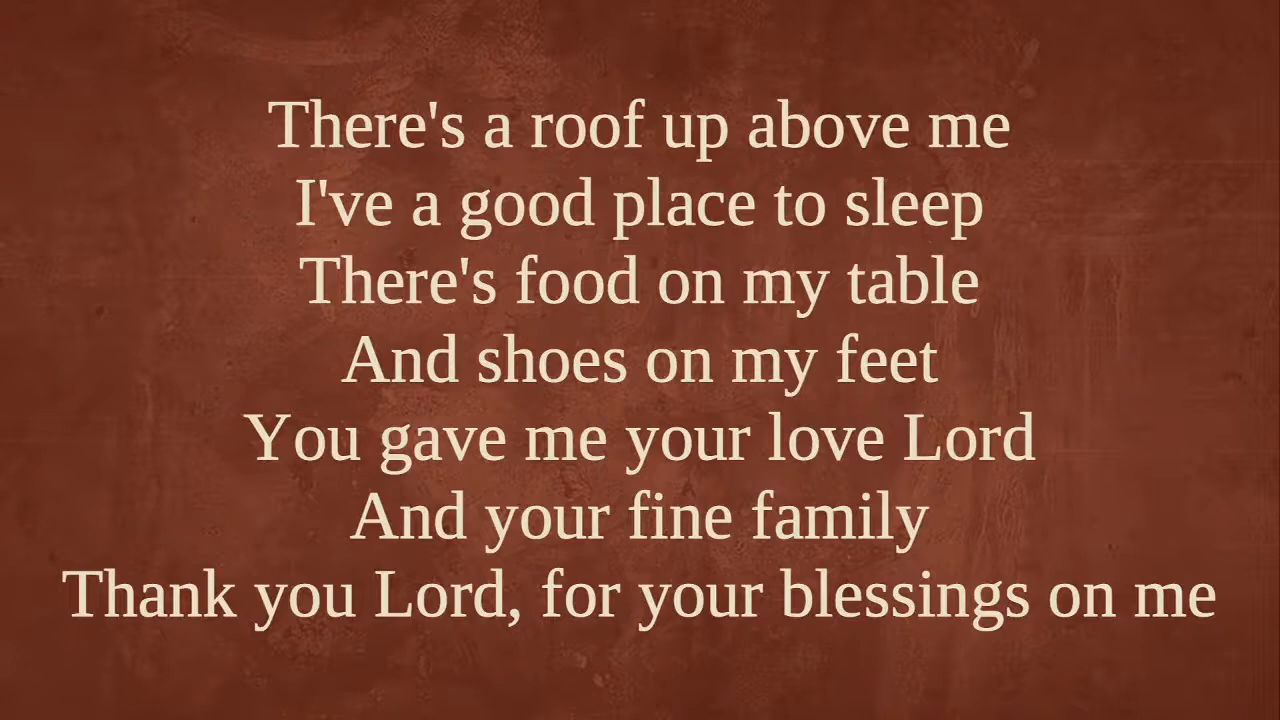 There's a roof up above me
I've a good place to sleep
There's food on my table
And shoes on my feet
You gave me your love Lord
And your fine family
Thank you Lord, for your blessings on me